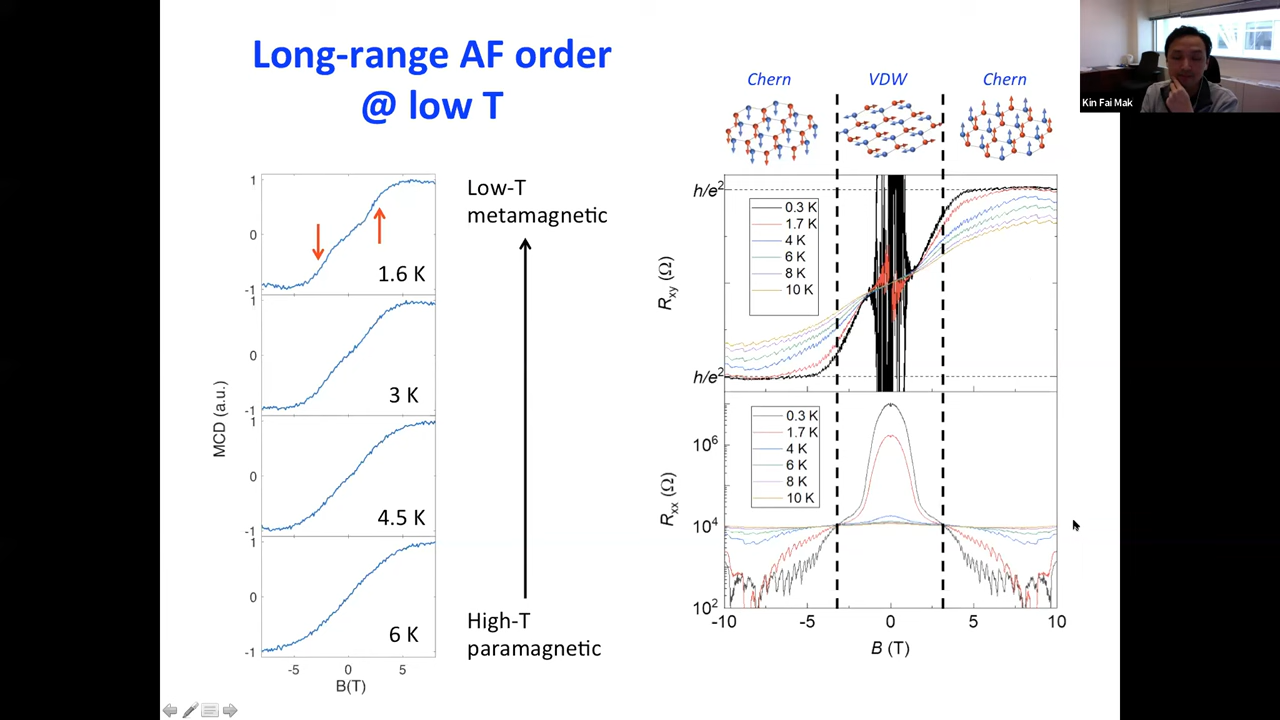 Long-range AF order
@ low T
Chern
VDW
Chern
Kin Fai Mak
Low-T
metamagnetic
High-T
paramagnetic
MCD (a.u.)
1
0
-1
1.6 K
1
0
-1
3 K
1
0
-1
4.5 K
1
0
-1
6 K
-5
0
5
B(T)
h/e²
Rxy (Ω)
h/e²
0.3 K
1.7 K
4 K
6 K
8 K
10 K
10⁶
10⁴
10²
Rxx (Ω)
0.3 K
1.7 K
4 K
6 K
8 K
10 K
-10
-5
0
5
10
B (T)